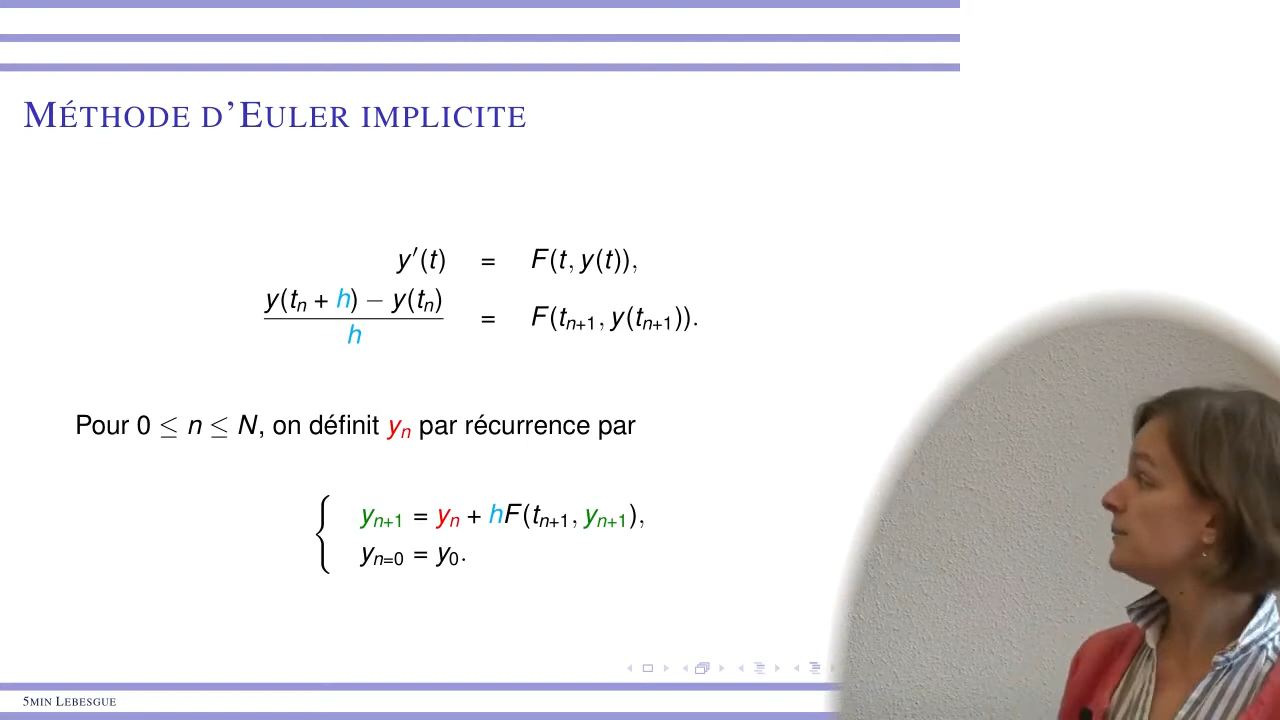 MÉTHODE D'EULER IMPLICITE
y′(t) = F(t, y(t)),
y(tₙ + h) − y(tₙ)
h
= F(tₙ₊₁, y(tₙ₊₁)).
Pour 0 ≤ n ≤ N, on définit yₙ par récurrence par
yₙ₊₁ = yₙ + hF(tₙ₊₁, yₙ₊₁),
yₙ₌₀ = y₀.
5MIN LEBESGUE